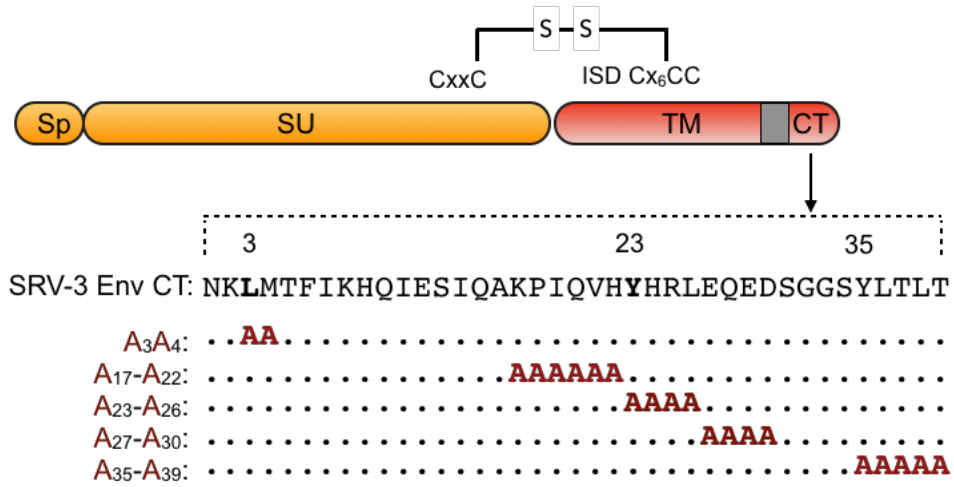 S S
CxxC ISD Cx₆CC
Sp SU TM CT
3 23 35
SRV-3 Env CT: NKLMTFIKHQIESIQAKPIQVHYHRLEQEDSGGSYLTLT
A₃A₄: ..AA...................................
A₁₇-A₂₂: ................AAAAAA.................
A₂₃-A₂₆: ......................AAAA.............
A₂₇-A₃₀: ..........................AAAA.........
A₃₅-A₃₉: ..................................AAAAA